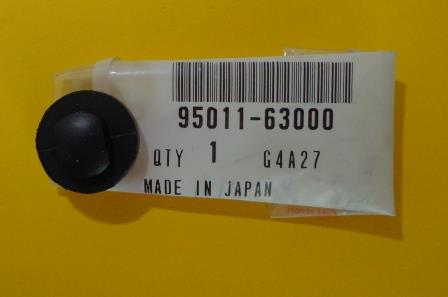 95011-63000
QTY 1 G4A27
MADE IN JAPAN